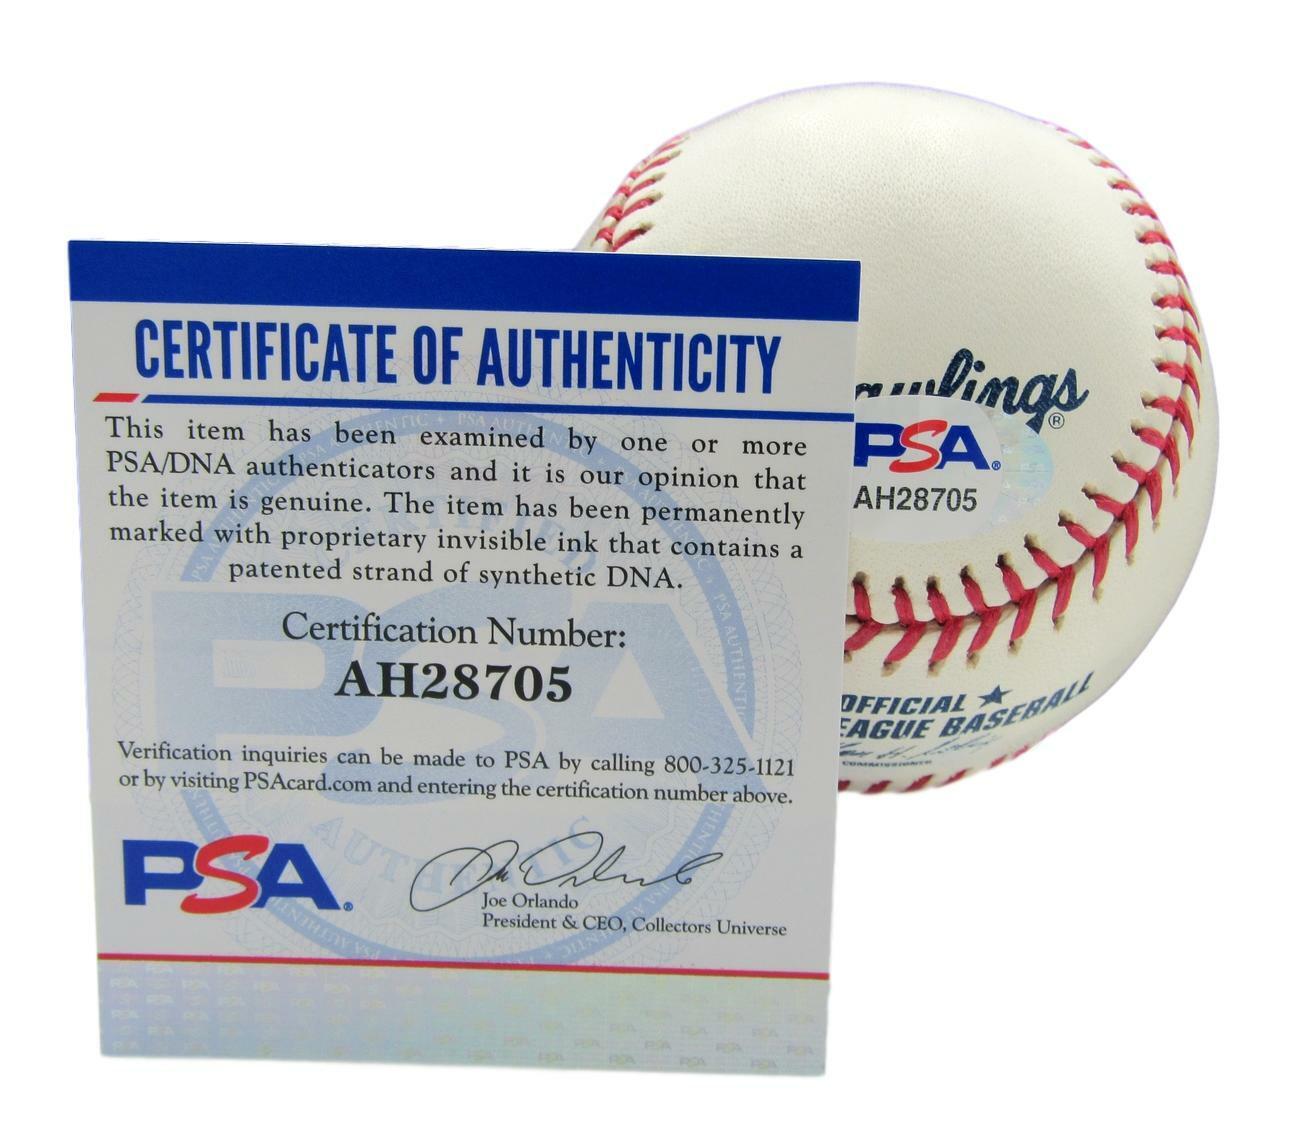 CERTIFICATE OF AUTHENTICITY
This item has been examined by one or more
PSA/DNA authenticators and it is our opinion that
the item is genuine. The item has been permanently
marked with proprietary invisible ink that contains a
patented strand of synthetic DNA.
Certification Number:
AH28705
Verification inquiries can be made to PSA by calling 800-325-1121
or by visiting PSAcard.com and entering the certification number above.
PSA®
Joe Orlando
President & CEO, Collectors Universe
awlings®
PSA®
AH28705
OFFICIAL ★
EAGUE BASEBALL
COMMISSIONER